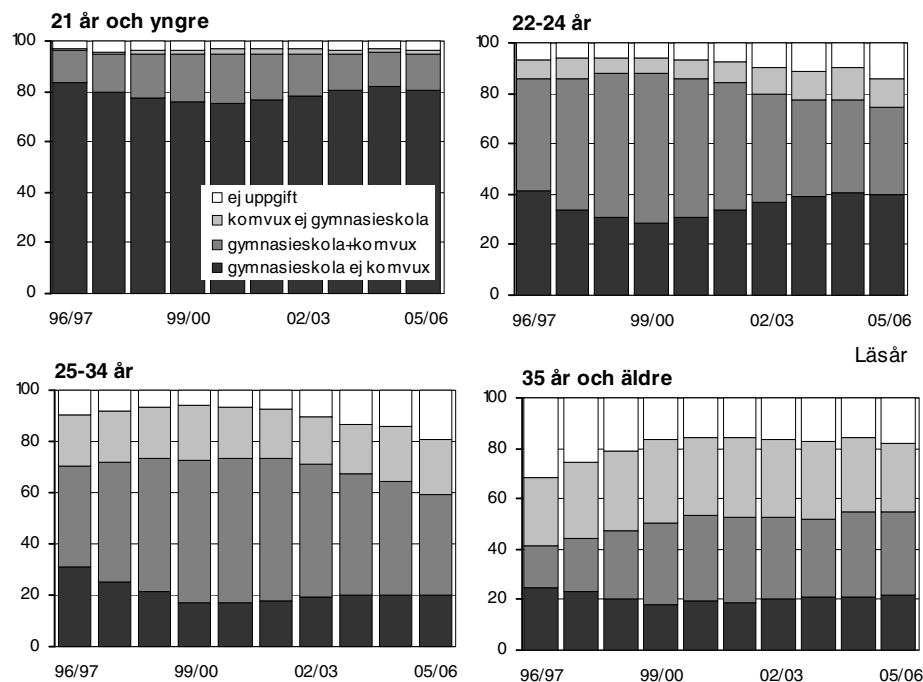 21 år och yngre
100
80
60
40
20
0
ej uppgift
komvux ej gymnasieskola
gymnasieskola+komvux
gymnasieskola ej komvux
96/97 99/00 02/03 05/06
22-24 år
100
80
60
40
20
0
96/97 99/00 02/03 05/06
Läsår
25-34 år
100
80
60
40
20
0
96/97 99/00 02/03 05/06
35 år och äldre
100
80
60
40
20
0
96/97 99/00 02/03 05/06